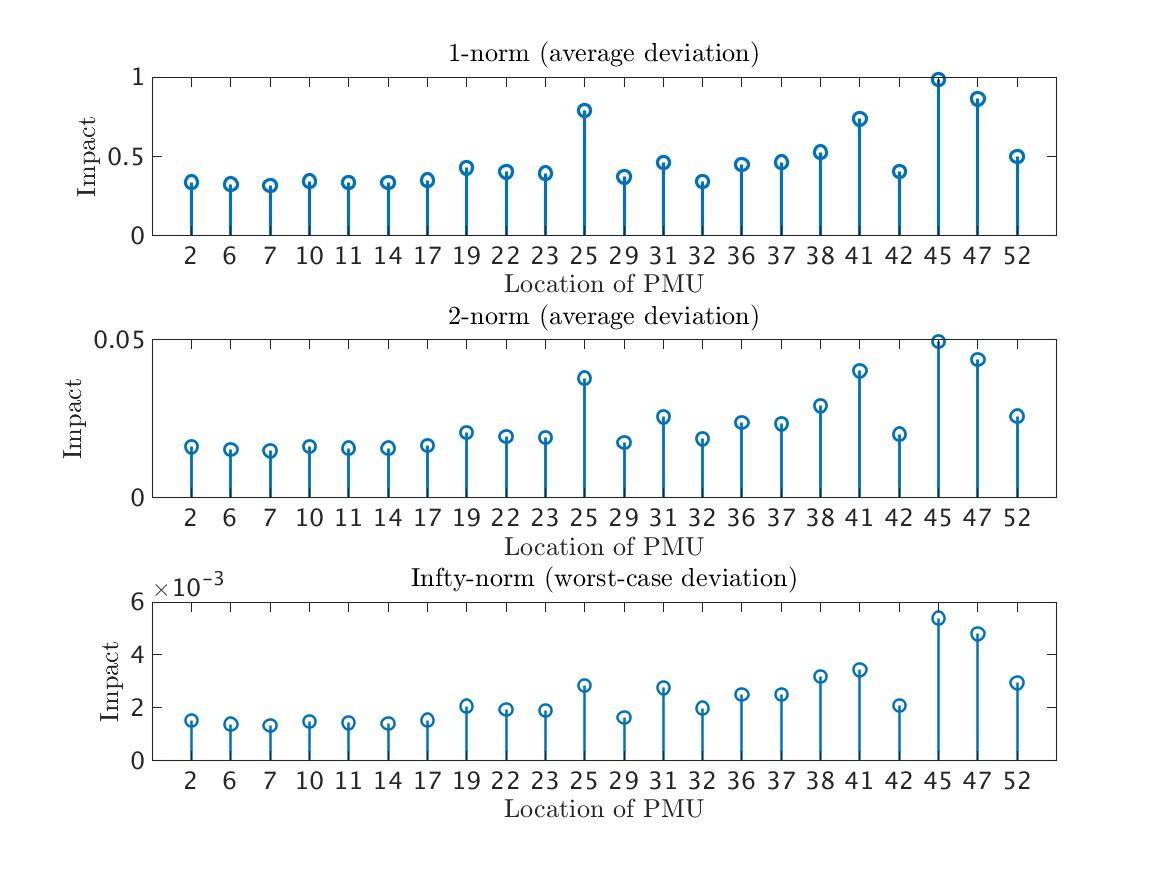 1-norm (average deviation)
1
0.5
0
Impact
2 6 7 10 11 14 17 19 22 23 25 29 31 32 36 37 38 41 42 45 47 52
Location of PMU
2-norm (average deviation)
0.05
0
Impact
2 6 7 10 11 14 17 19 22 23 25 29 31 32 36 37 38 41 42 45 47 52
Location of PMU
Infty-norm (worst-case deviation)
×10⁻³
6
4
2
0
Impact
2 6 7 10 11 14 17 19 22 23 25 29 31 32 36 37 38 41 42 45 47 52
Location of PMU